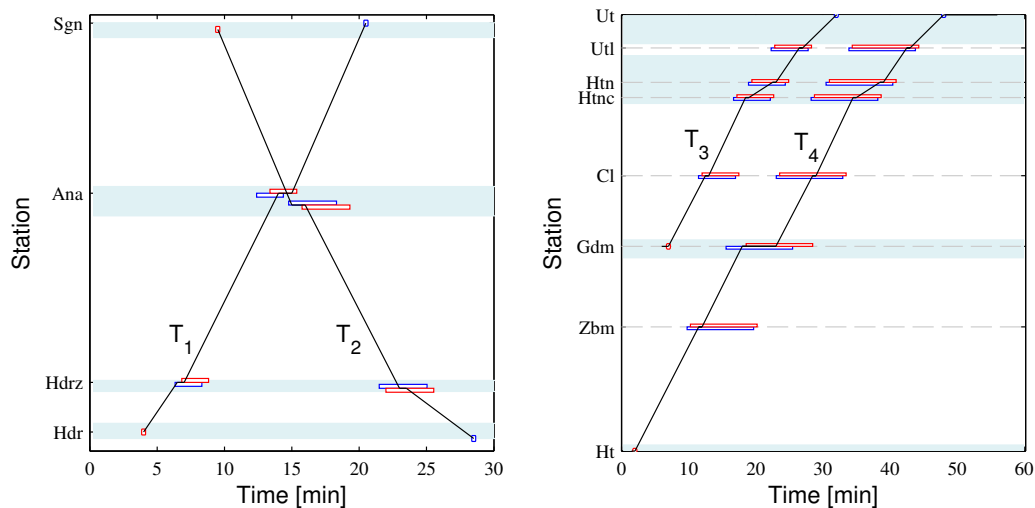 Sgn
Ana
Hdrz
Hdr
Station
T1
T2
0 5 10 15 20 25 30
Time [min]
Ut
Utl
Htn
Htnc
Cl
Gdm
Zbm
Ht
Station
T3
T4
0 10 20 30 40 50 60
Time [min]